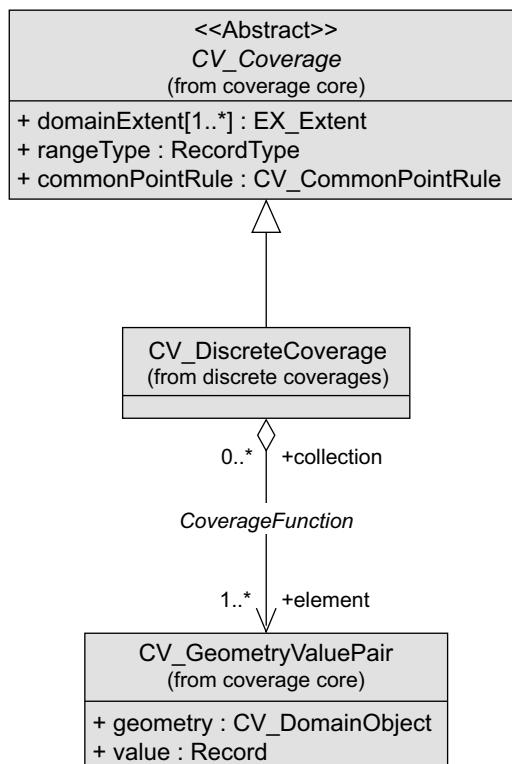 <<Abstract>>
CV_Coverage
(from coverage core)
+ domainExtent[1..*] : EX_Extent
+ rangeType : RecordType
+ commonPointRule : CV_CommonPointRule
CV_DiscreteCoverage
(from discrete coverages)
0..* +collection
CoverageFunction
1..* +element
CV_GeometryValuePair
(from coverage core)
+ geometry : CV_DomainObject
+ value : Record